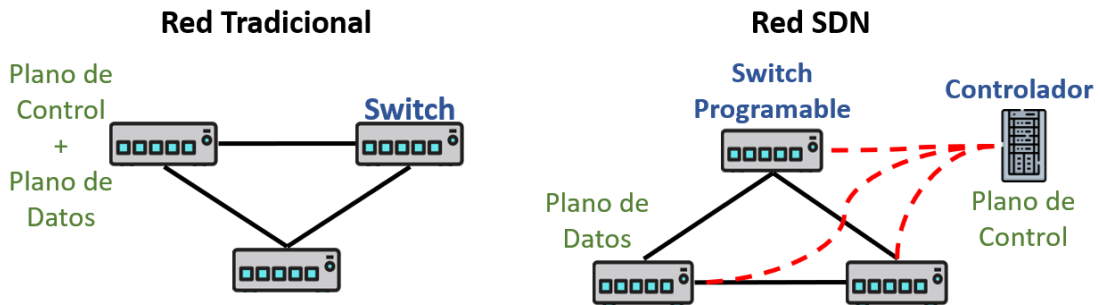 Red Tradicional
Plano de
Control
+
Plano de
Datos
Switch
Red SDN
Switch
Programable
Controlador
Plano de
Datos
Plano de
Control